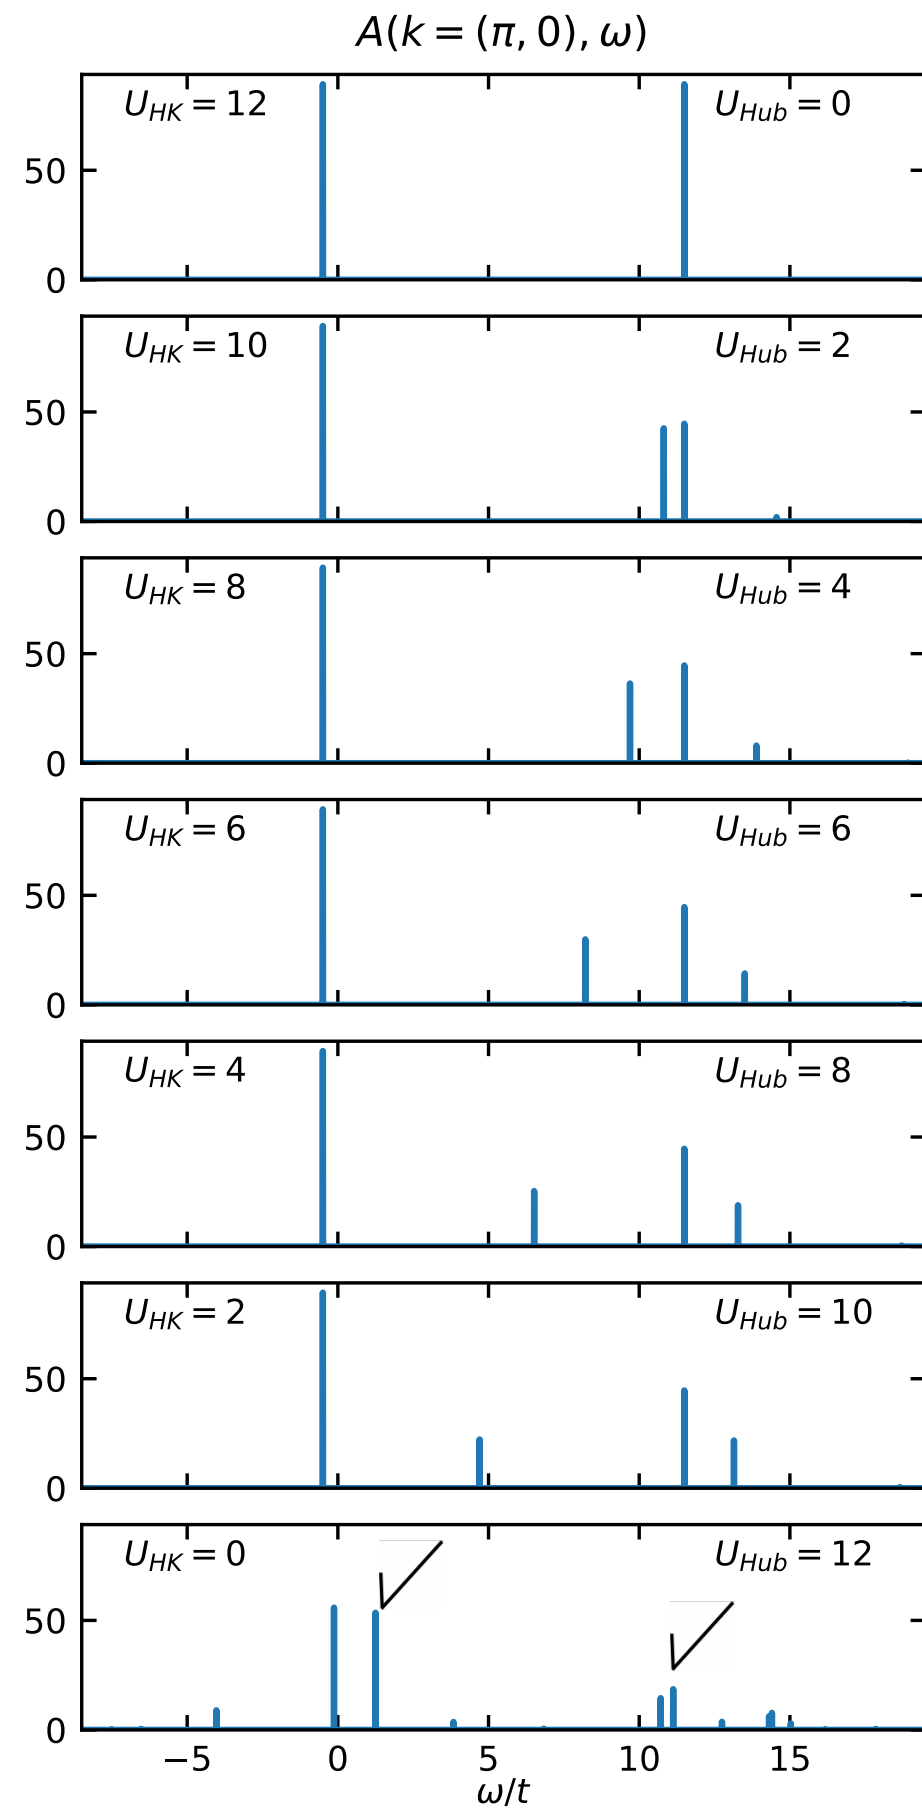 A(k = (π, 0), ω)
U_HK = 12 U_Hub = 0
50
0
U_HK = 10 U_Hub = 2
50
0
U_HK = 8 U_Hub = 4
50
0
U_HK = 6 U_Hub = 6
50
0
U_HK = 4 U_Hub = 8
50
0
U_HK = 2 U_Hub = 10
50
0
U_HK = 0 U_Hub = 12
50
0
−5 0 5 10 15
ω/t